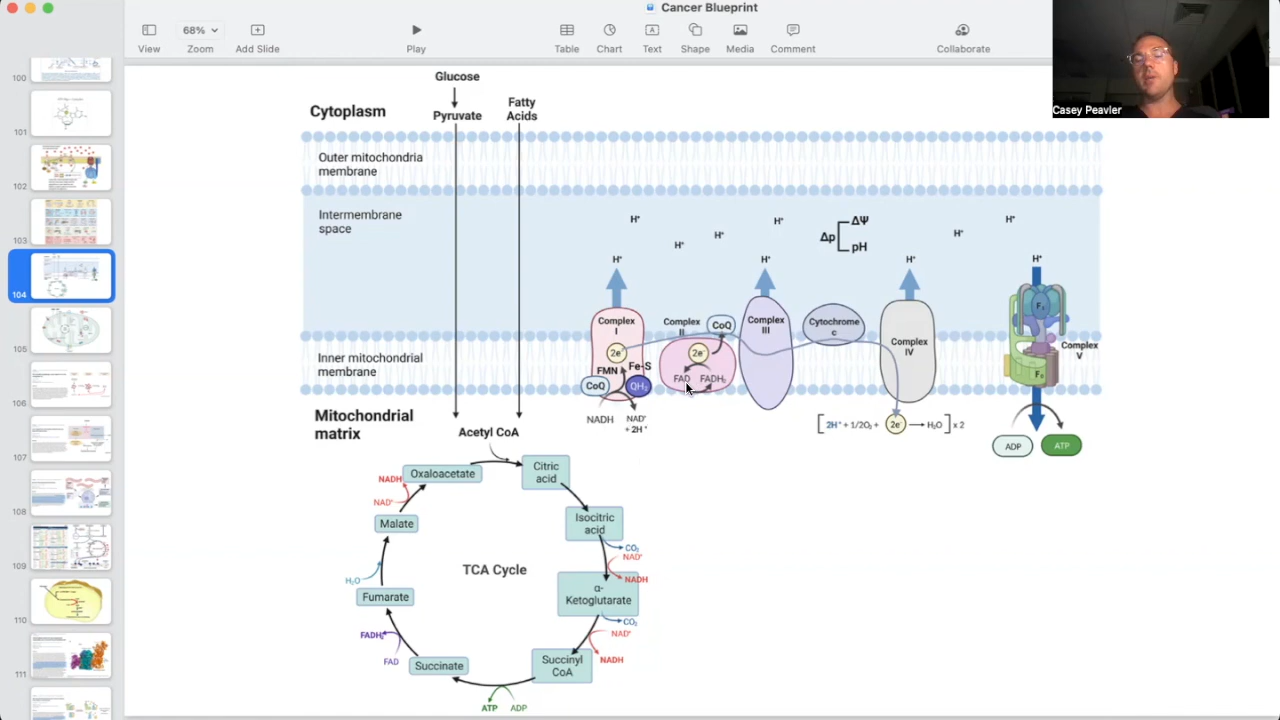 Cancer Blueprint
68%
View
Zoom
Add Slide
Play
Table
Chart
Text
Shape
Media
Comment
Collaborate
Casey Peavler
100
101
102
103
104
105
106
107
108
109
110
111
Glucose
Cytoplasm
Pyruvate
Fatty
Acids
Outer mitochondria
membrane
Intermembrane
space
H⁺
H⁺
H⁺
H⁺
H⁺
H⁺
Δp
ΔΨ
pH
H⁺
H⁺
H⁺
H⁺
Complex
I
Complex
II
CoQ
Complex
III
Cytochrome
c
Complex
IV
Complex
V
2e⁻
2e⁻
FMN
Fe-S
CoQ
QH₂
FAD
FADH₂
F₁
F₀
Inner mitochondrial
membrane
NADH
NAD⁺
+ 2H⁺
[2H⁺ + 1/2O₂ + 2e⁻ → H₂O] x 2
ADP
ATP
Mitochondrial
matrix
Acetyl CoA
Oxaloacetate
Citric
acid
Isocitric
acid
CO₂
NAD⁺
NADH
α-
Ketoglutarate
CO₂
NAD⁺
NADH
Succinyl
CoA
ATP
ADP
Succinate
FAD
FADH₂
Fumarate
H₂O
Malate
NAD⁺
NADH
TCA Cycle